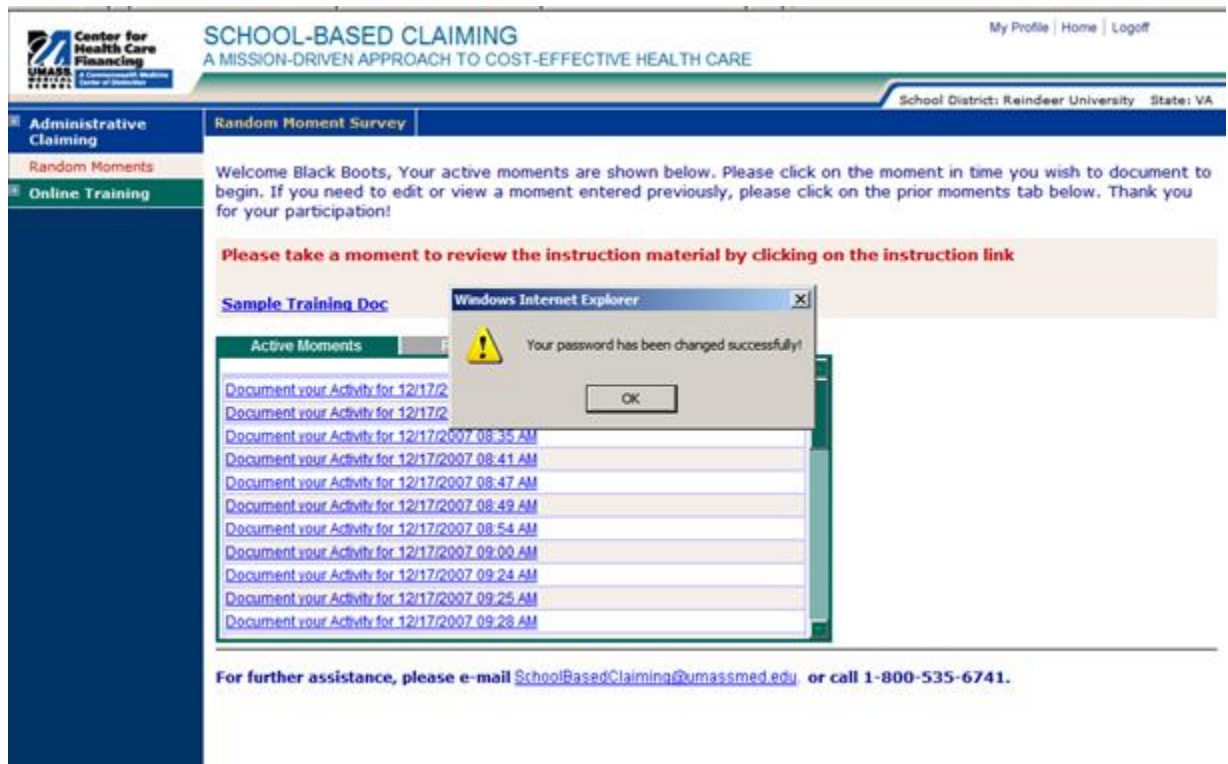 Center for
Health Care
Financing
UMASS
MEDICAL
SCHOOL
A Commonwealth Medicine
Center of Distinction
SCHOOL-BASED CLAIMING
A MISSION-DRIVEN APPROACH TO COST-EFFECTIVE HEALTH CARE
My Profile | Home | Logoff
School District: Reindeer University State: VA
Administrative
Claiming
Random Moments
Online Training
Random Moment Survey
Welcome Black Boots, Your active moments are shown below. Please click on the moment in time you wish to document to
begin. If you need to edit or view a moment entered previously, please click on the prior moments tab below. Thank you
for your participation!
Please take a moment to review the instruction material by clicking on the instruction link
Sample Training Doc
Windows Internet Explorer
Your password has been changed successfully!
OK
Active Moments
Document your Activity for 12/17/2
Document your Activity for 12/17/2
Document your Activity for 12/17/2007 08:35 AM
Document your Activity for 12/17/2007 08:41 AM
Document your Activity for 12/17/2007 08:47 AM
Document your Activity for 12/17/2007 08:49 AM
Document your Activity for 12/17/2007 08:54 AM
Document your Activity for 12/17/2007 09:00 AM
Document your Activity for 12/17/2007 09:24 AM
Document your Activity for 12/17/2007 09:25 AM
Document your Activity for 12/17/2007 09:28 AM
For further assistance, please e-mail SchoolBasedClaiming@umassmed.edu. or call 1-800-535-6741.